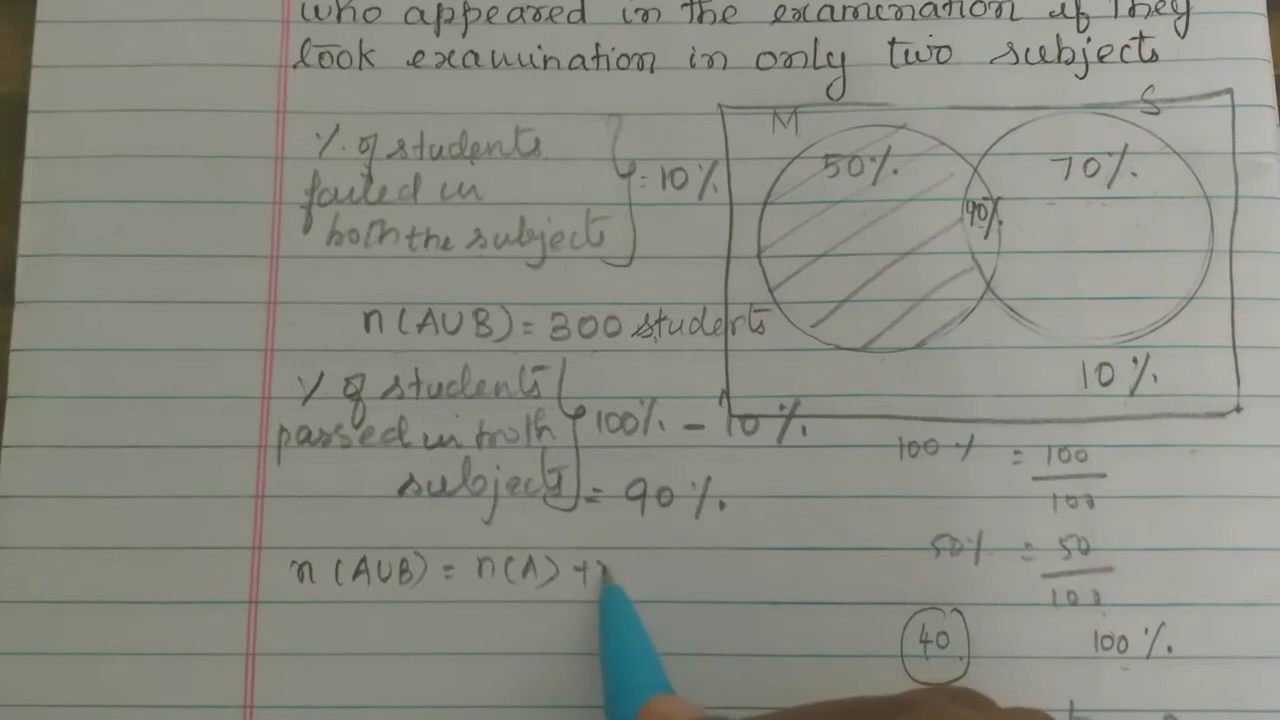 who appeared in the examination if they
took examination in only two subjects
% of students
failed in
both the subjects
= 10%
M
S
50%
70%
90%
10%
n(AUB) = 300 students
% of students
passed in both
subjects
100% - 10%
= 90%
100% = 100
100
50% = 50
100
n (AUB) = n(A) +
40
100%